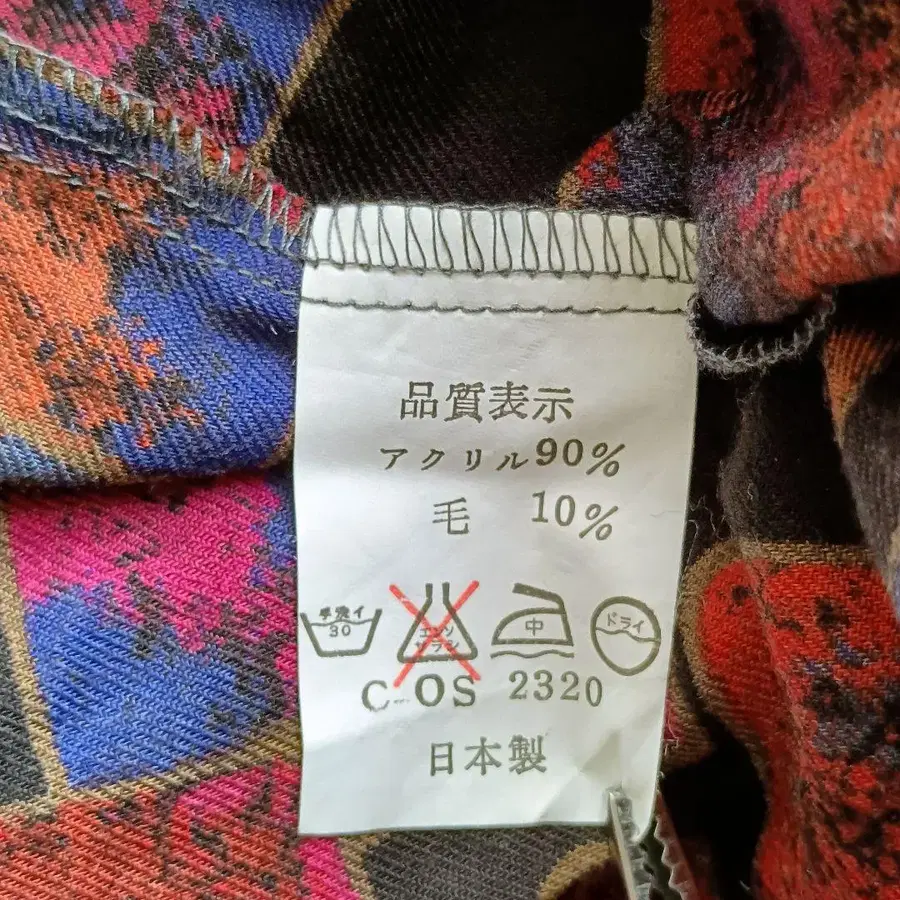 品質表示
アクリル90%
毛 10%
手洗イ 30 エンソ サラシ 中 ドライ
C-OS 2320
日本製